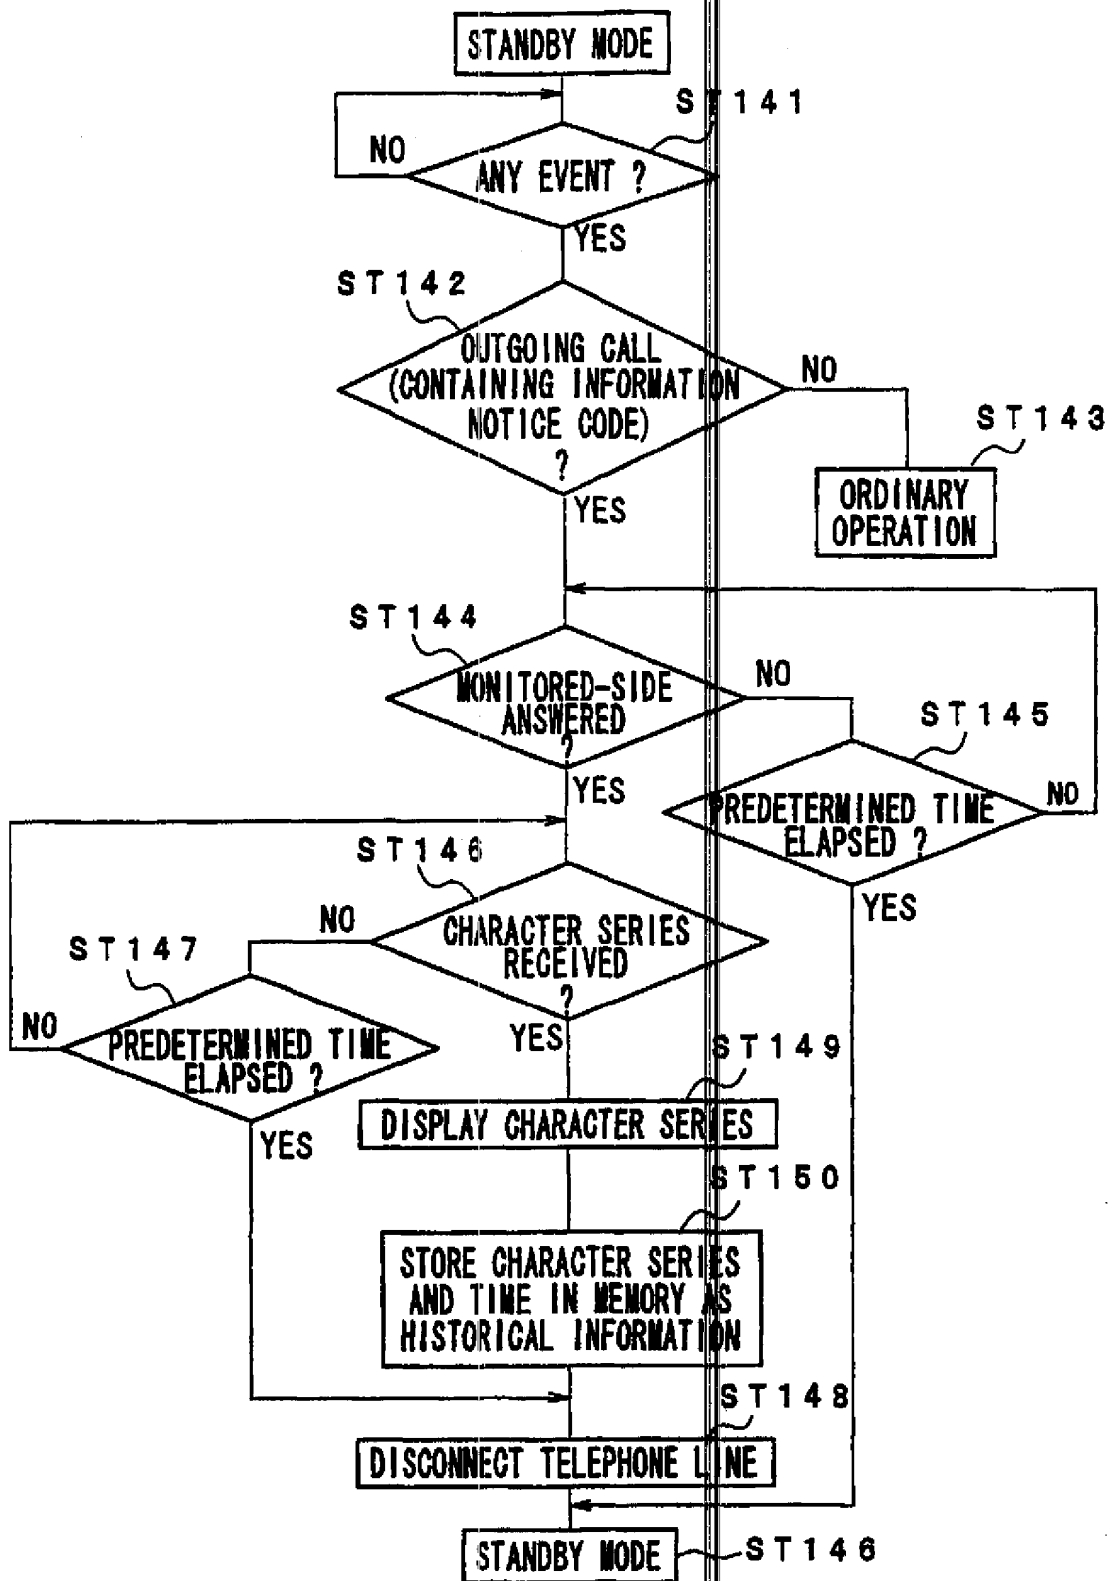 STANDBY MODE
ST141
NO
ANY EVENT ?
YES
ST142
OUTGOING CALL
(CONTAINING INFORMATION
NOTICE CODE)
?
NO
ST143
ORDINARY
OPERATION
YES
ST144
MONITORED-SIDE
ANSWERED
?
NO
ST145
YES
PREDETERMINED TIME
ELAPSED ?
NO
YES
ST146
NO
CHARACTER SERIES
RECEIVED
?
ST147
NO
PREDETERMINED TIME
ELAPSED ?
YES
YES
ST149
DISPLAY CHARACTER SERIES
ST150
STORE CHARACTER SERIES
AND TIME IN MEMORY AS
HISTORICAL INFORMATION
ST148
DISCONNECT TELEPHONE LINE
STANDBY MODE
ST146